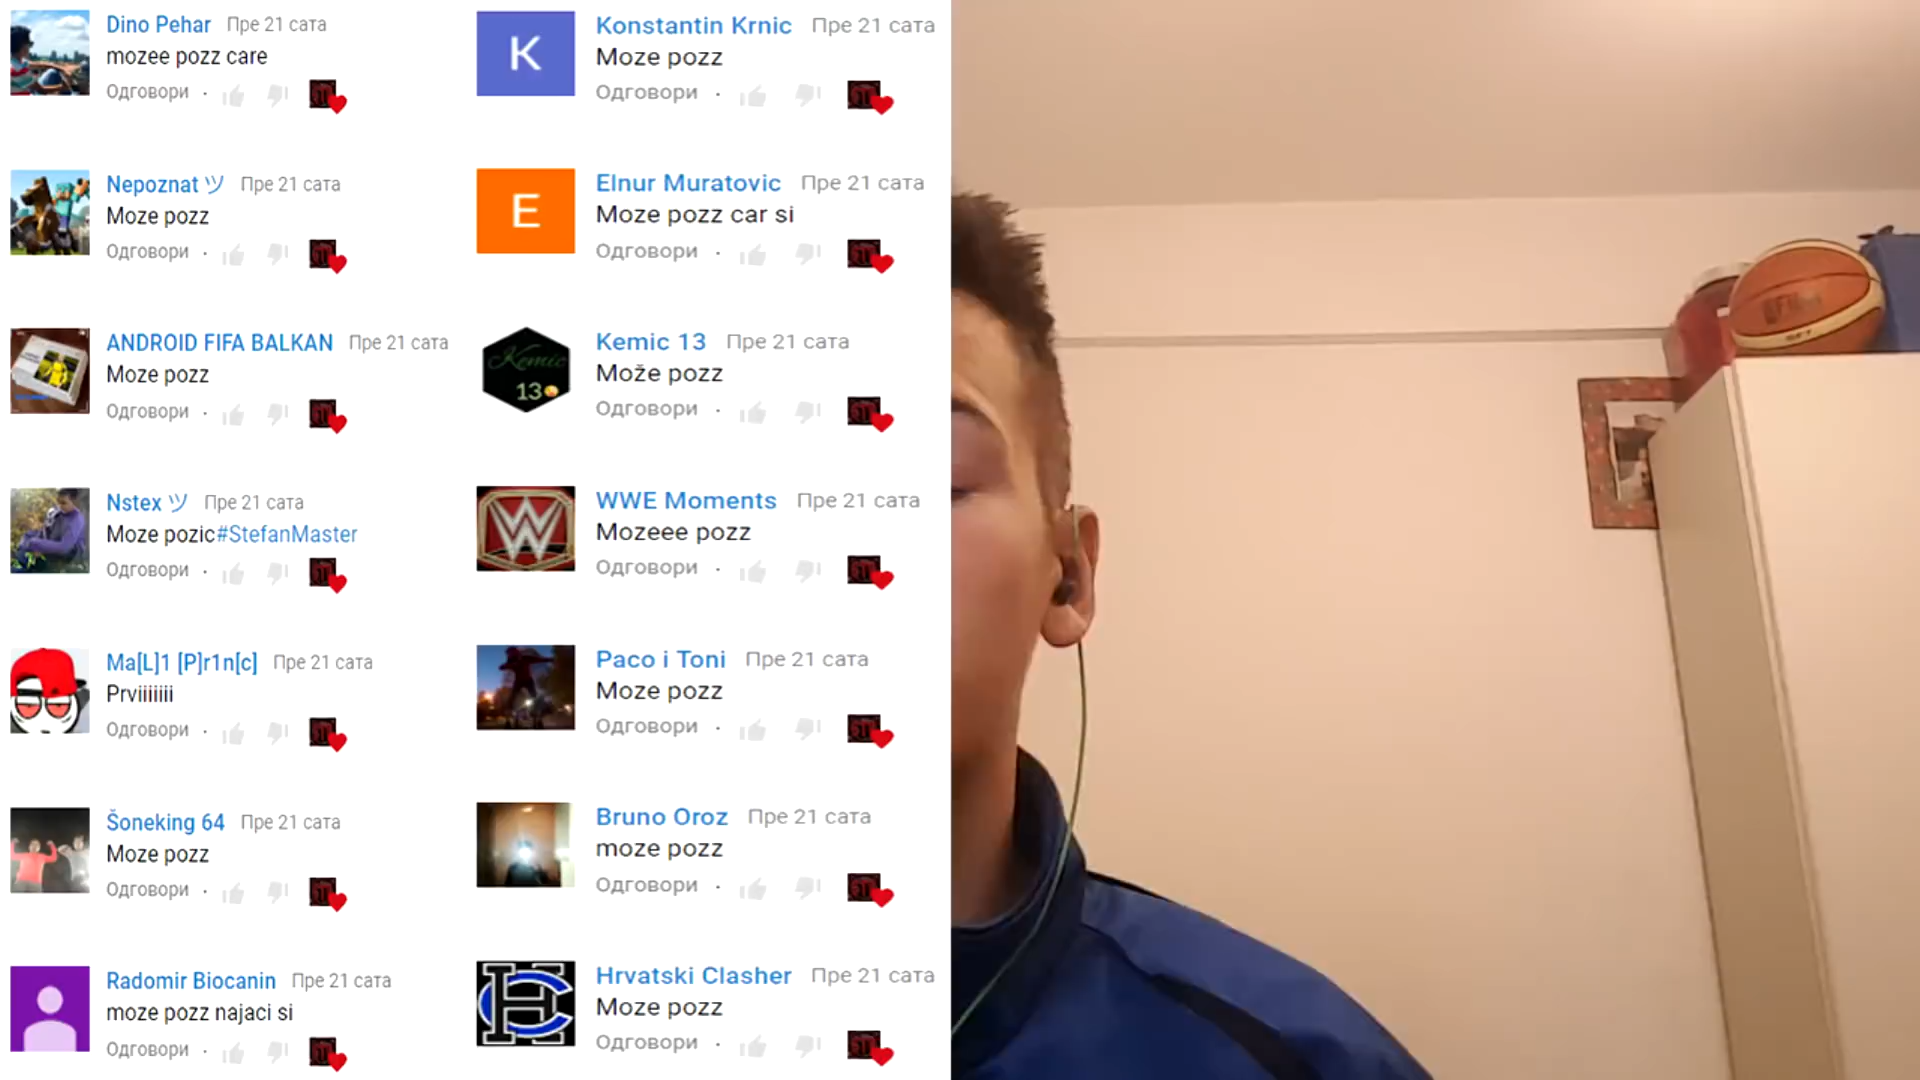 Dino Pehar Пре 21 сата
mozee pozz care
Одговори ·
Nepoznat ツ Пре 21 сата
Moze pozz
Одговори ·
ANDROID FIFA BALKAN Пре 21 сата
Moze pozz
Одговори ·
Nstex ツ Пре 21 сата
Moze pozic#StefanMaster
Одговори ·
Ma[L]1 [P]r1n[c] Пре 21 сата
Prviiiiiii
Одговори ·
Šoneking 64 Пре 21 сата
Moze pozz
Одговори ·
Radomir Biocanin Пре 21 сата
moze pozz najaci si
Одговори ·
K
Konstantin Krnic Пре 21 сата
Moze pozz
Одговори ·
E
Elnur Muratovic Пре 21 сата
Moze pozz car si
Одговори ·
Kemic
13
Kemic 13 Пре 21 сата
Može pozz
Одговори ·
W
WWE Moments Пре 21 сата
Mozeee pozz
Одговори ·
Paco i Toni Пре 21 сата
Moze pozz
Одговори ·
Bruno Oroz Пре 21 сата
moze pozz
Одговори ·
HC
Hrvatski Clasher Пре 21 сата
Moze pozz
Одговори ·